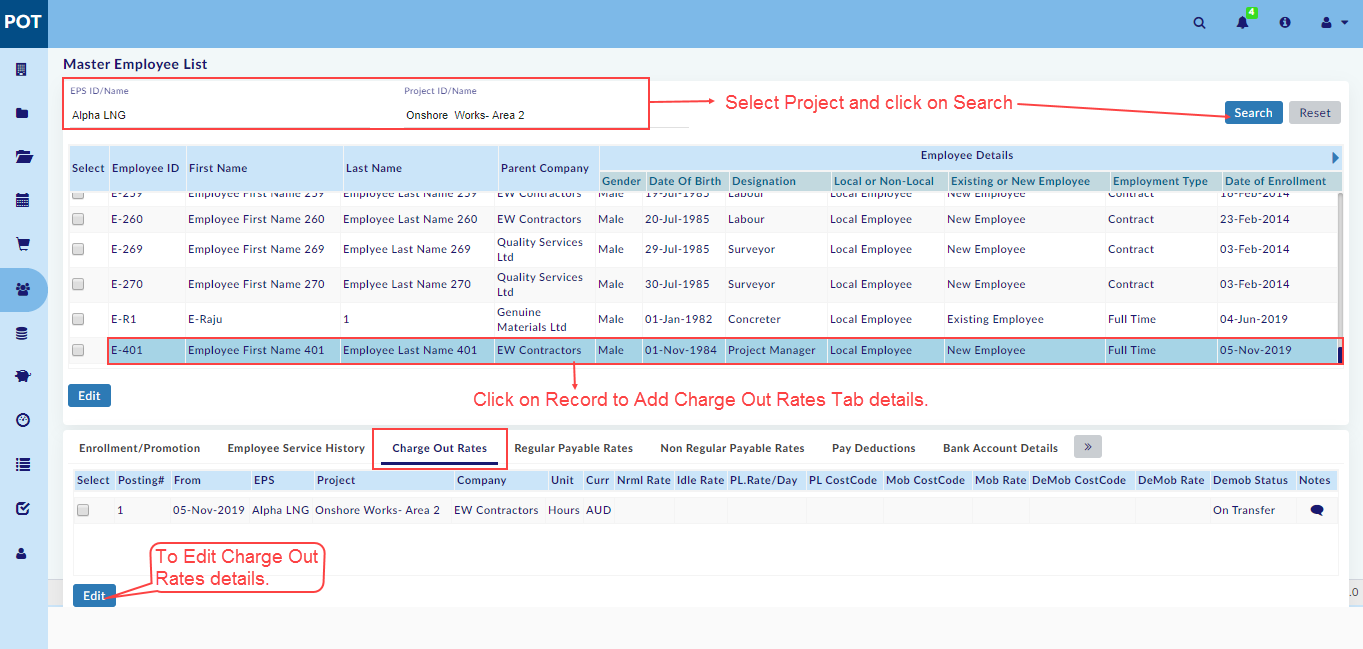 POT
4
Master Employee List
EPS ID/Name Project ID/Name
Alpha LNG Onshore Works- Area 2
Select Project and click on Search
Search Reset
Employee Details
Select Employee ID First Name Last Name Parent Company
Gender Date Of Birth Designation Local or Non-Local Existing or New Employee Employment Type Date of Enrollment
E-259 Employee First Name 259 Emplyee Last Name 259 EW Contractors Male 19-Jul-1985 Labour Local Employee New Employee Contract 18-Feb-2014
E-260 Employee First Name 260 Emplyee Last Name 260 EW Contractors Male 20-Jul-1985 Labour Local Employee New Employee Contract 23-Feb-2014
E-269 Employee First Name 269 Emplyee Last Name 269 Quality Services Ltd Male 29-Jul-1985 Surveyor Local Employee New Employee Contract 03-Feb-2014
E-270 Employee First Name 270 Emplyee Last Name 270 Quality Services Ltd Male 30-Jul-1985 Surveyor Local Employee New Employee Contract 03-Feb-2014
E-R1 E-Raju 1 Genuine Materials Ltd Male 01-Jan-1982 Concreter Local Employee Existing Employee Full Time 04-Jun-2019
E-401 Employee First Name 401 Employee Last Name 401 EW Contractors Male 01-Nov-1984 Project Manager Local Employee New Employee Full Time 05-Nov-2019
Edit
Click on Record to Add Charge Out Rates Tab details.
Enrollment/Promotion Employee Service History Charge Out Rates Regular Payable Rates Non Regular Payable Rates Pay Deductions Bank Account Details »
Select Posting# From EPS Project Company Unit Curr Nrml Rate Idle Rate PL.Rate/Day PL CostCode Mob CostCode Mob Rate DeMob CostCode DeMob Rate Demob Status Notes
1 05-Nov-2019 Alpha LNG Onshore Works- Area 2 EW Contractors Hours AUD On Transfer
To Edit Charge Out
Rates details.
Edit
.0